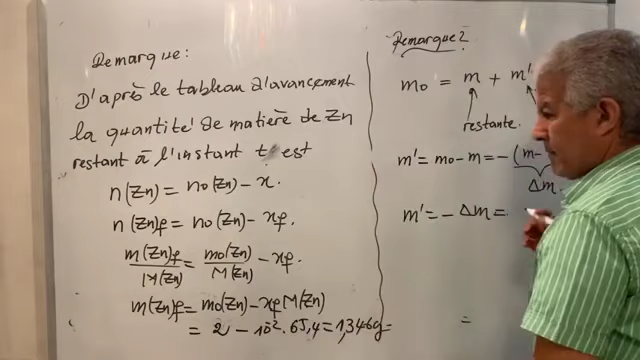 Remarque:
D'après le tableau d'avancement
la quantité de matière de Zn
restant à l'instant t est
n(Zn) = n0(Zn) - x.
n(Zn)f = n0(Zn) - xf.
m(Zn)f / M(Zn) = m0(Zn) / M(Zn) - xf.
m(Zn)f = m0(Zn) - xf M(Zn)
= 2 - 10^-2 . 65,4 = 1,346g =
Remarque 2
m0 = m + m'
restante.
m' = m0 - m = - (m -
Δm.
m' = - Δm =
=